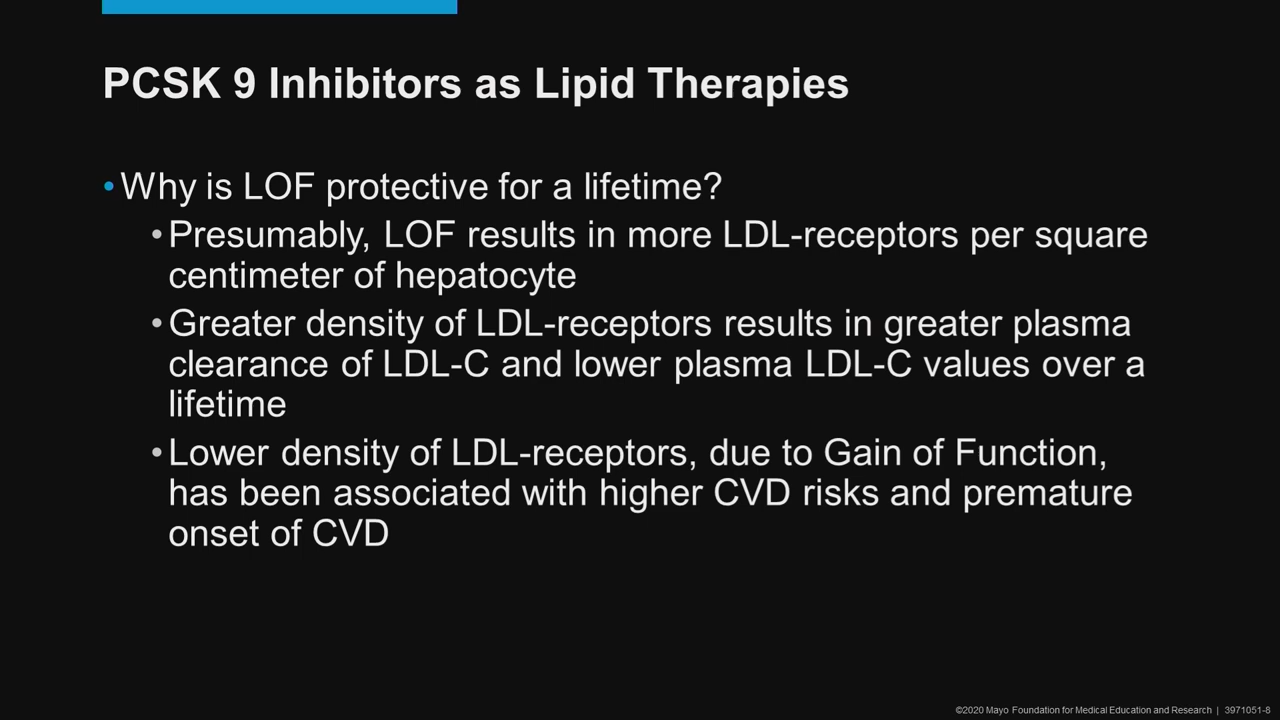 PCSK 9 Inhibitors as Lipid Therapies
•Why is LOF protective for a lifetime?
•Presumably, LOF results in more LDL-receptors per square
centimeter of hepatocyte
•Greater density of LDL-receptors results in greater plasma
clearance of LDL-C and lower plasma LDL-C values over a
lifetime
•Lower density of LDL-receptors, due to Gain of Function,
has been associated with higher CVD risks and premature
onset of CVD
©2020 Mayo Foundation for Medical Education and Research | 3971051-8